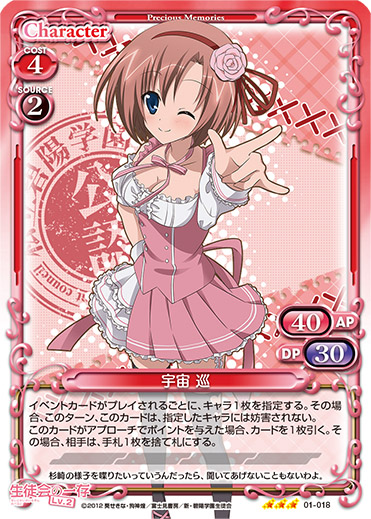 Precious Memories
Character
COST
4
SOURCE
2
40 AP
DP 30
宇宙 巡
イベントカードがプレイされるごとに、キャラ1枚を指定する。その場
合、このターン、このカードは、指定したキャラには妨害されない。
このカードがアプローチでポイントを与えた場合、カードを1枚引く。そ
の場合、相手は、手札1枚を捨て札にする。
杉崎の様子を喋りたいっていうんだったら、聞いてあげないこともないわよ。
生徒会の一存
Lv.2
©2012 葵せきな・狗神煌/富士見書房/新・碧陽学園生徒会
01-018